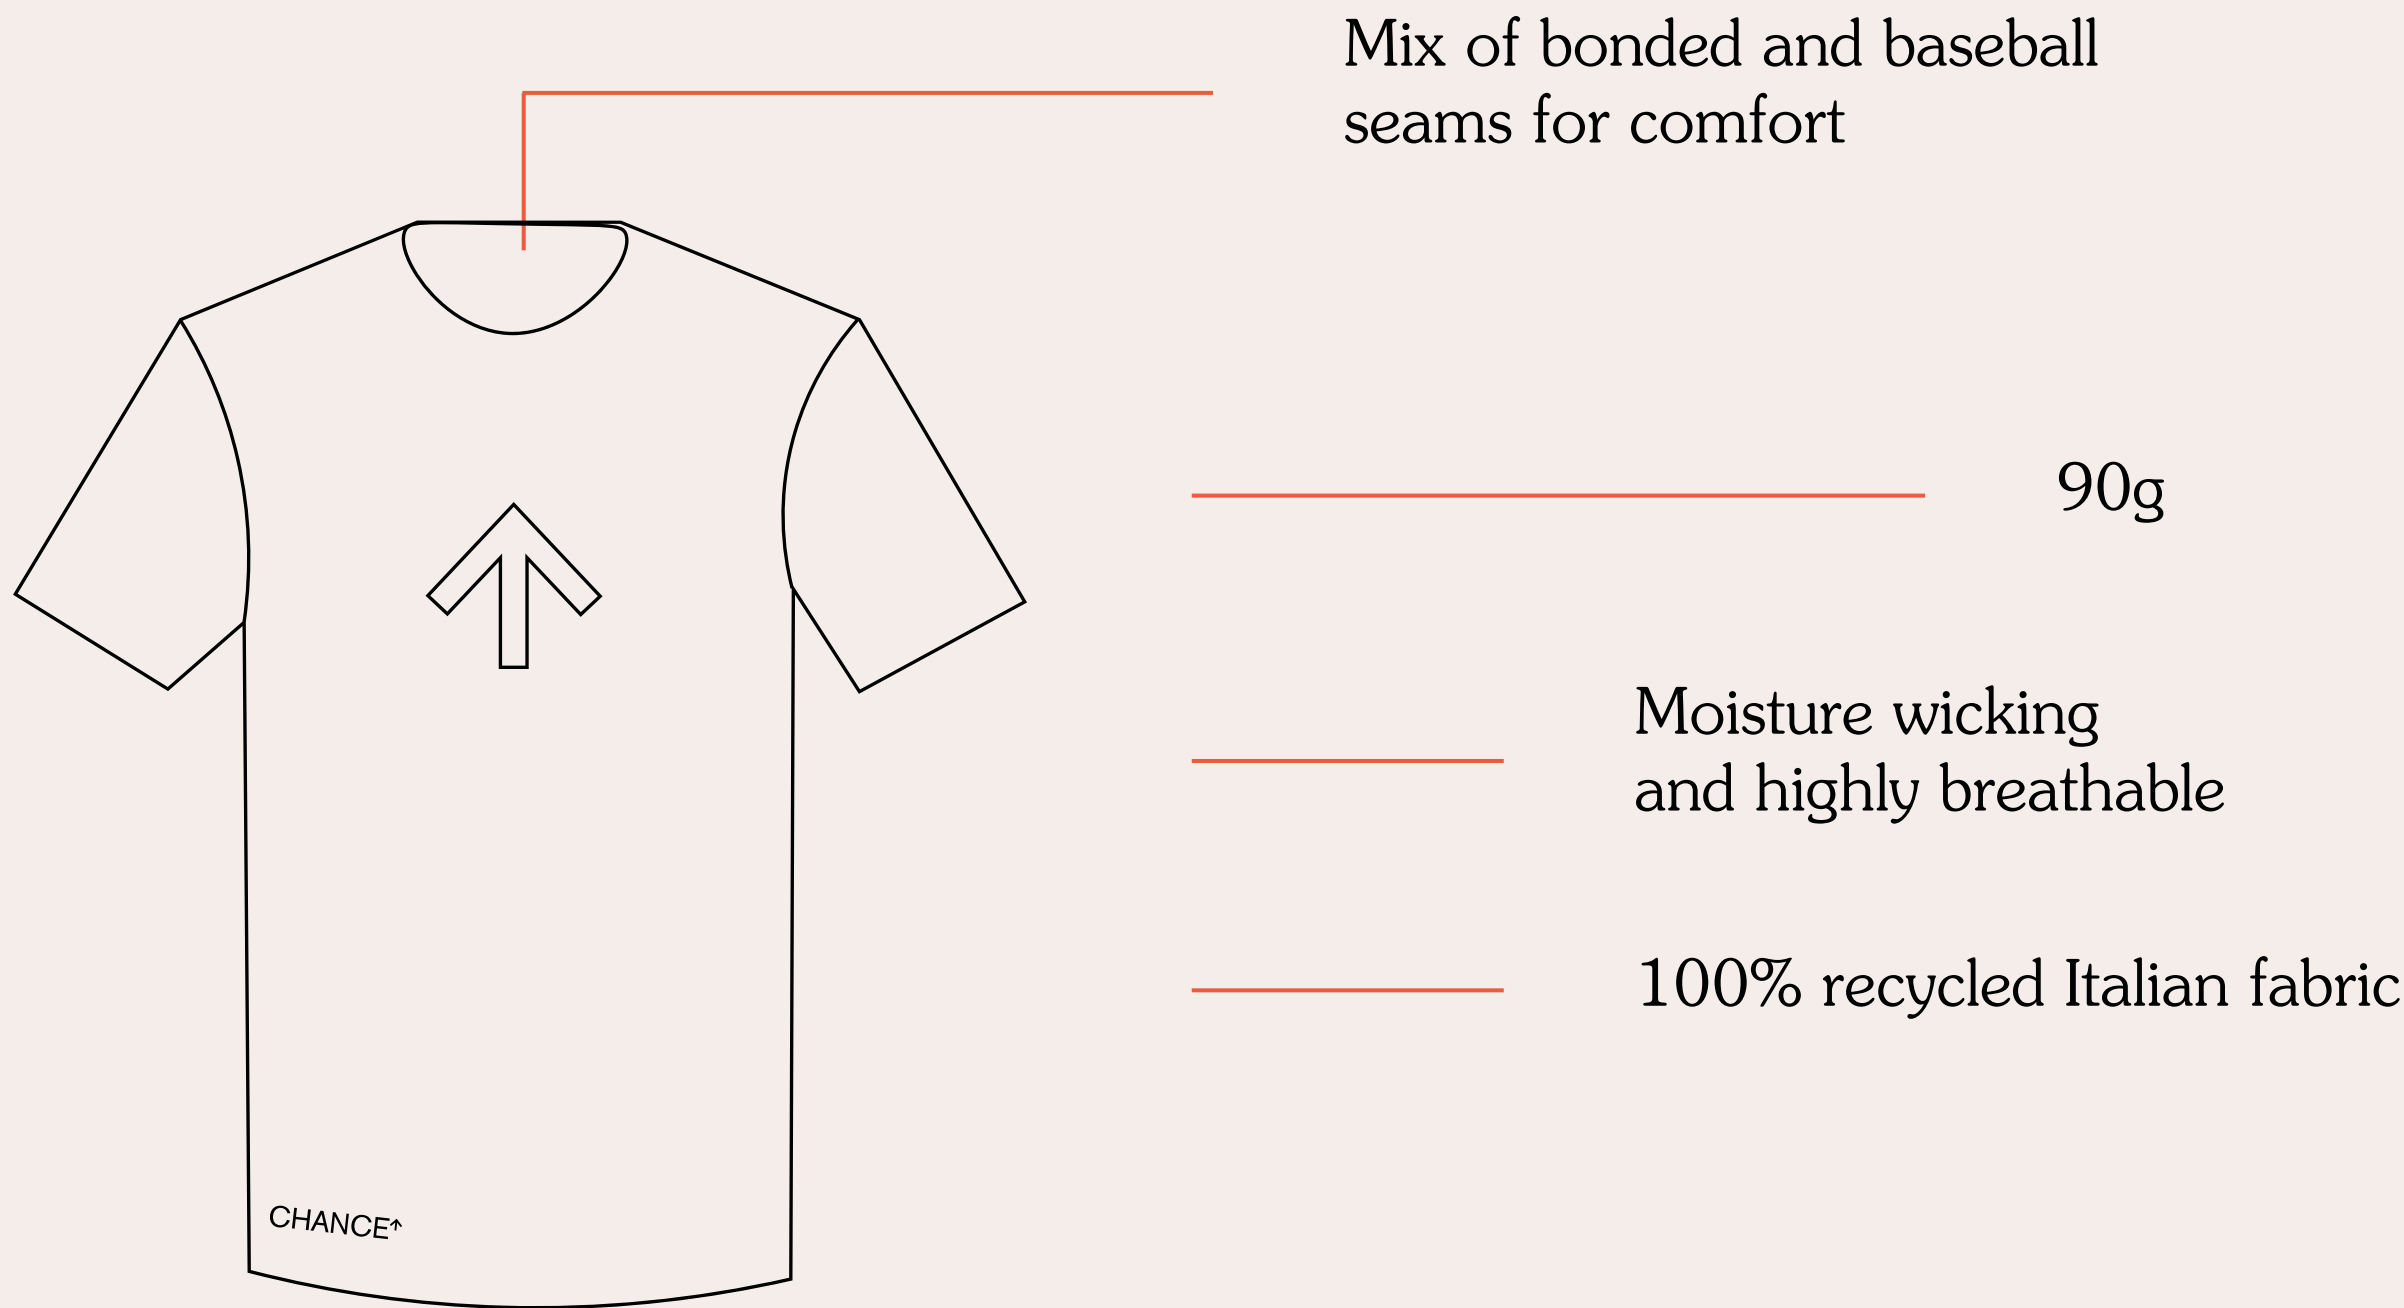 Mix of bonded and baseball
seams for comfort
90g
Moisture wicking
and highly breathable
100% recycled Italian fabric
CHANCE↑